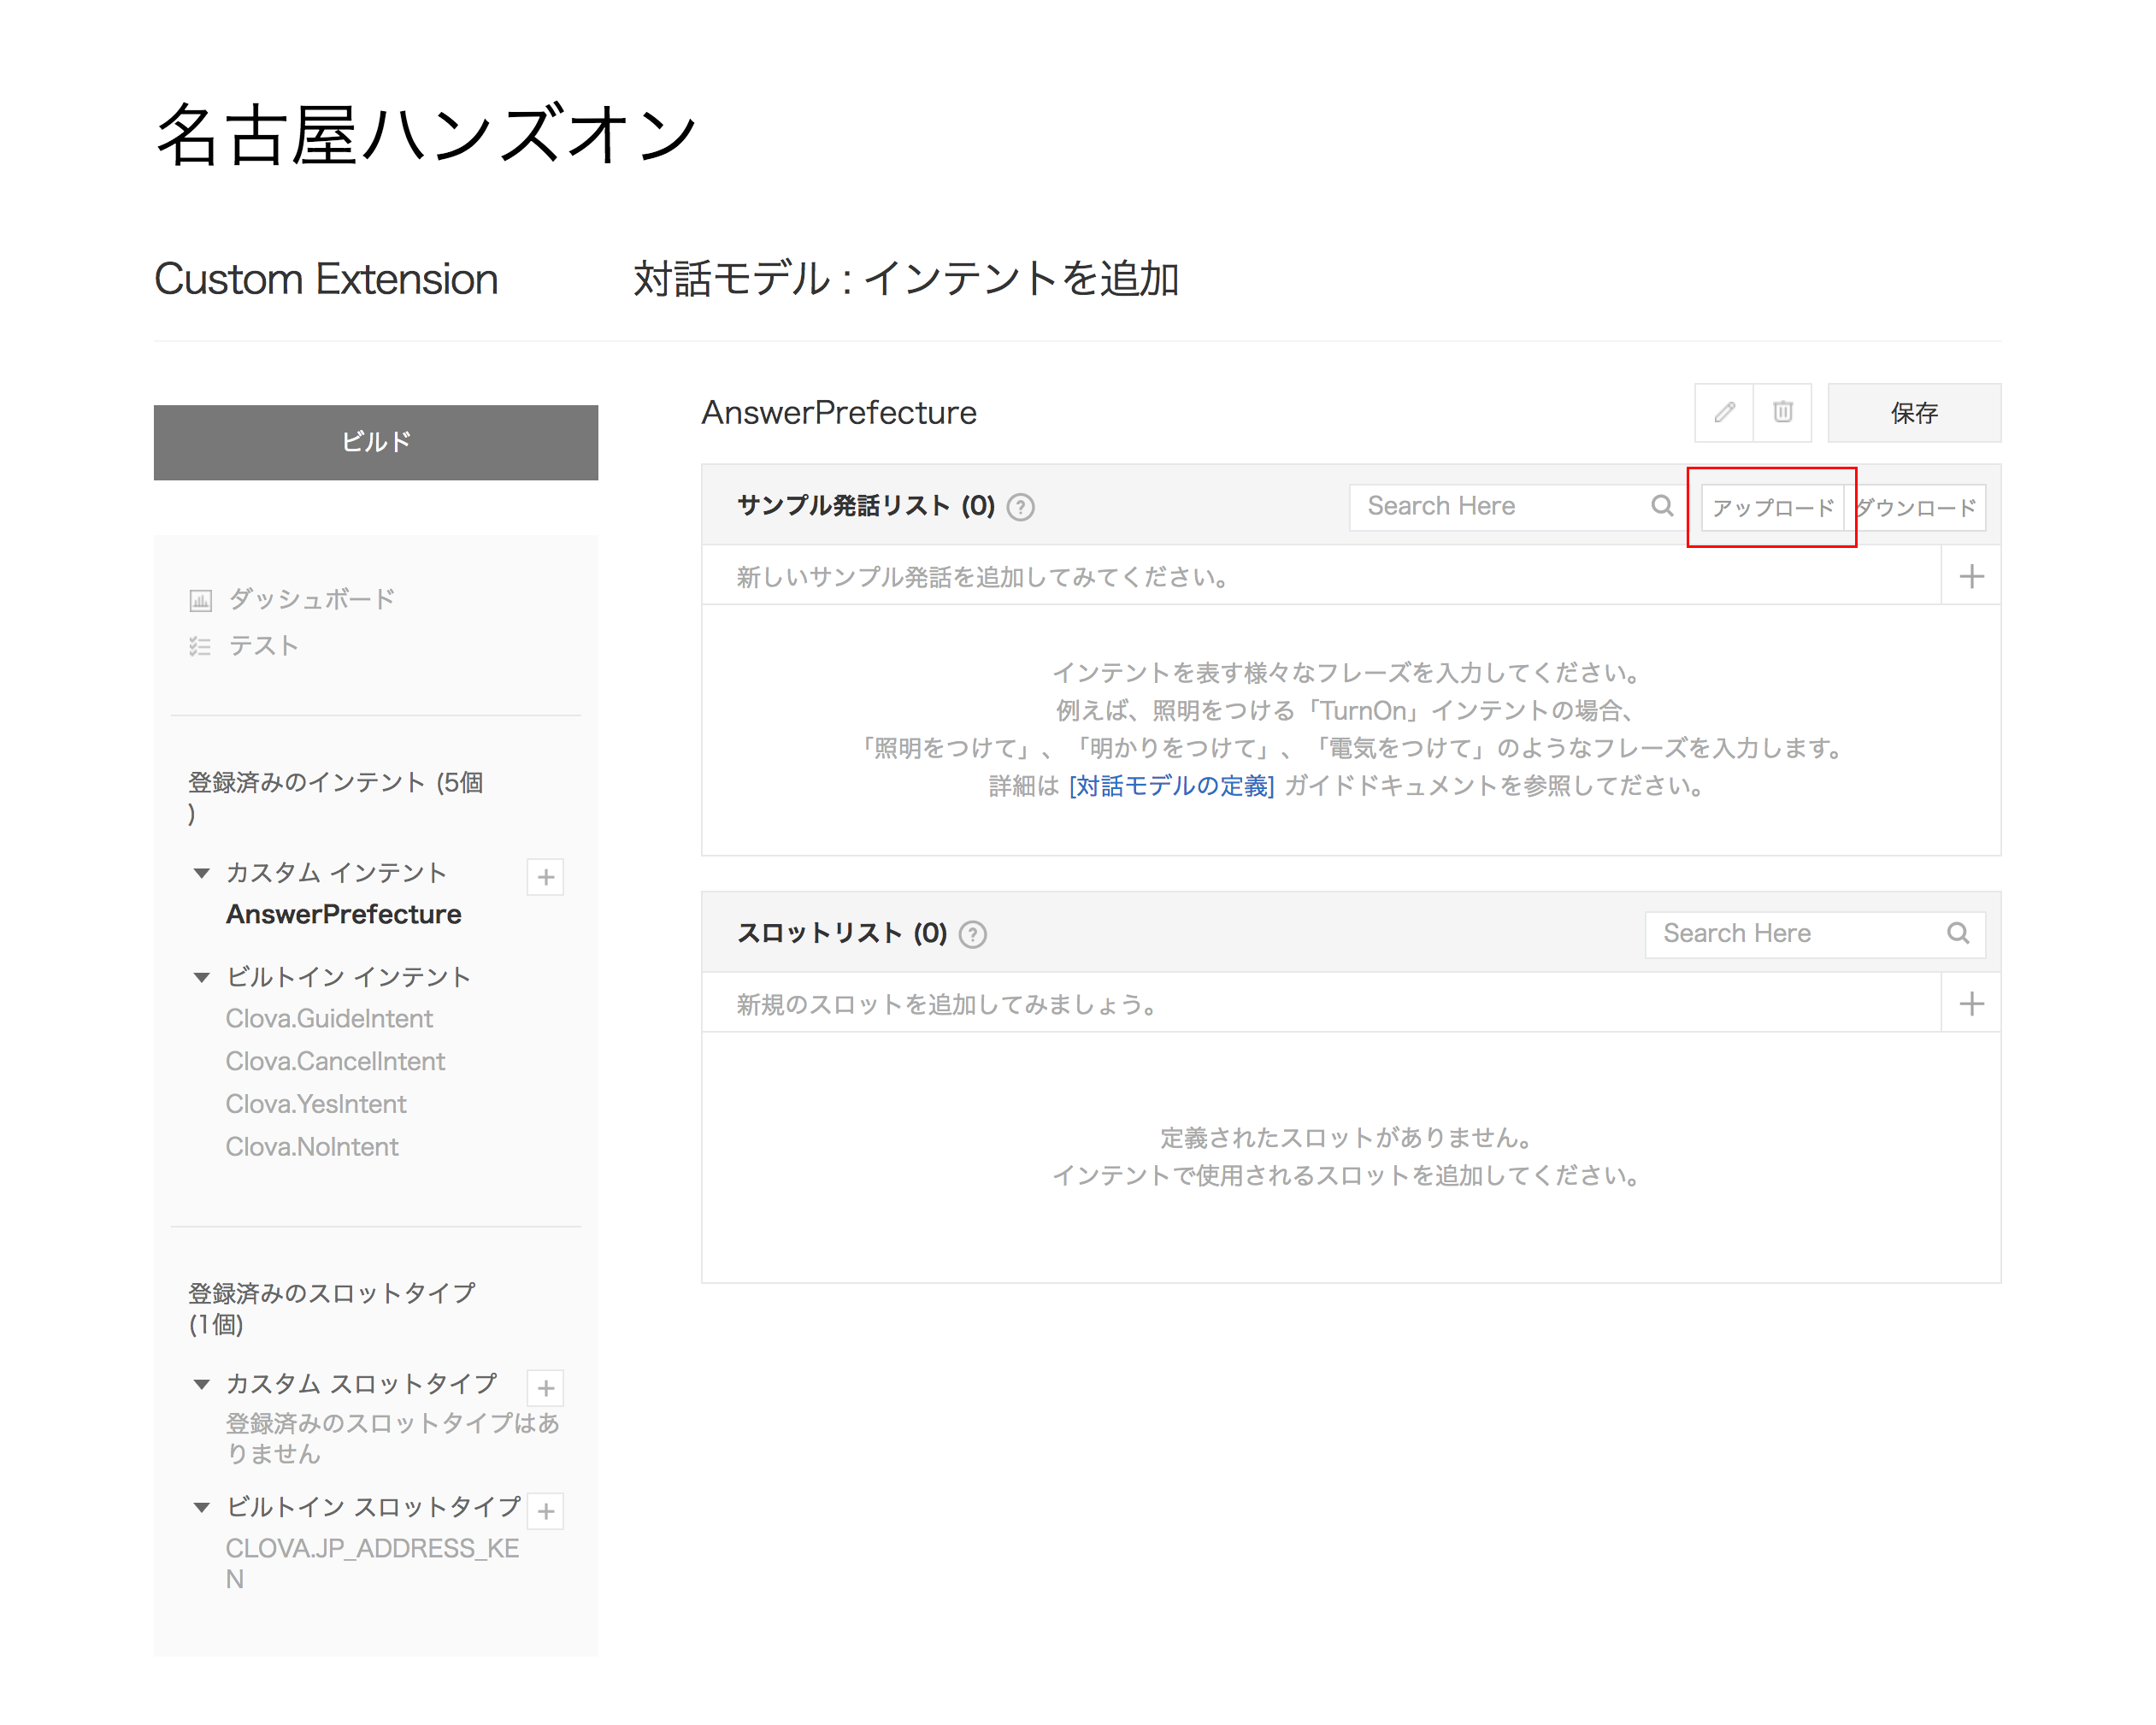 名古屋ハンズオン
Custom Extension
対話モデル : インテントを追加
ビルド
ダッシュボード
テスト
登録済みのインテント (5個
)
カスタム インテント
AnswerPrefecture
ビルトイン インテント
Clova.GuideIntent
Clova.CancelIntent
Clova.YesIntent
Clova.NoIntent
登録済みのスロットタイプ
(1個)
カスタム スロットタイプ
登録済みのスロットタイプはあ
りません
ビルトイン スロットタイプ
CLOVA.JP_ADDRESS_KE
N
AnswerPrefecture
保存
サンプル発話リスト (0) ?
Search Here
アップロード
ダウンロード
新しいサンプル発話を追加してみてください。
インテントを表す様々なフレーズを入力してください。
例えば、照明をつける「TurnOn」インテントの場合、
「照明をつけて」、「明かりをつけて」、「電気をつけて」のようなフレーズを入力します。
詳細は [対話モデルの定義] ガイドドキュメントを参照してださい。
スロットリスト (0) ?
Search Here
新規のスロットを追加してみましょう。
定義されたスロットがありません。
インテントで使用されるスロットを追加してください。